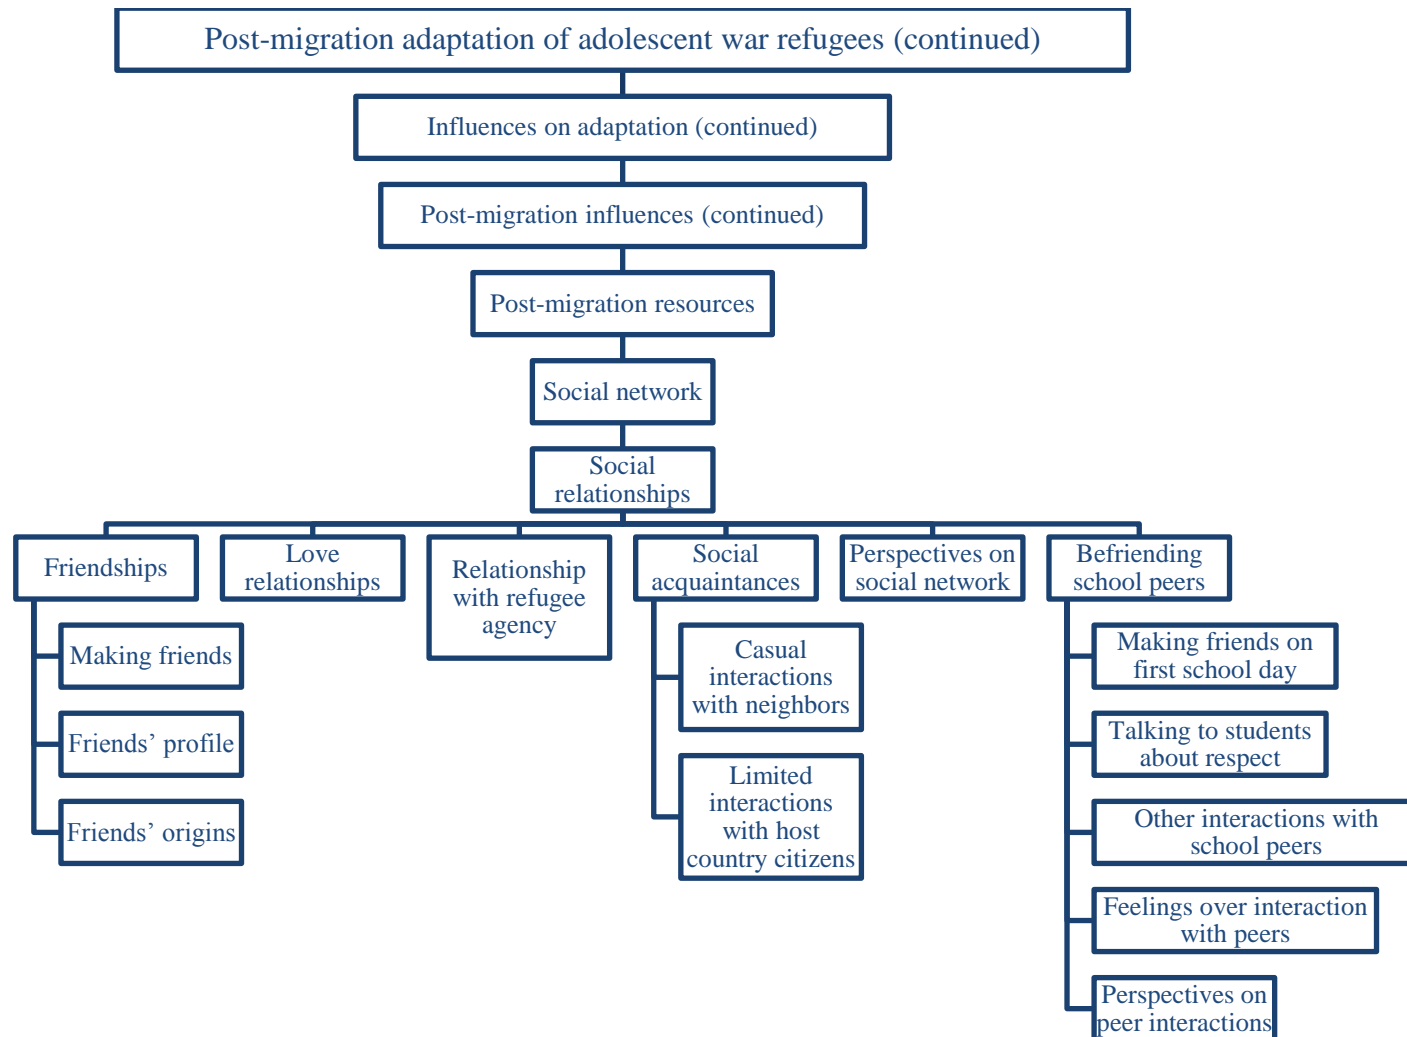 Post-migration adaptation of adolescent war refugees (continued)
Influences on adaptation (continued)
Post-migration influences (continued)
Post-migration resources
Social network
Social
relationships
Friendships
Making friends
Friends’ profile
Friends’ origins
Love
relationships
Relationship
with refugee
agency
Social
acquaintances
Casual
interactions
with neighbors
Limited
interactions
with host
country citizens
Perspectives on
social network
Befriending
school peers
Making friends on
first school day
Talking to students
about respect
Other interactions with
school peers
Feelings over interaction
with peers
Perspectives on
peer interactions